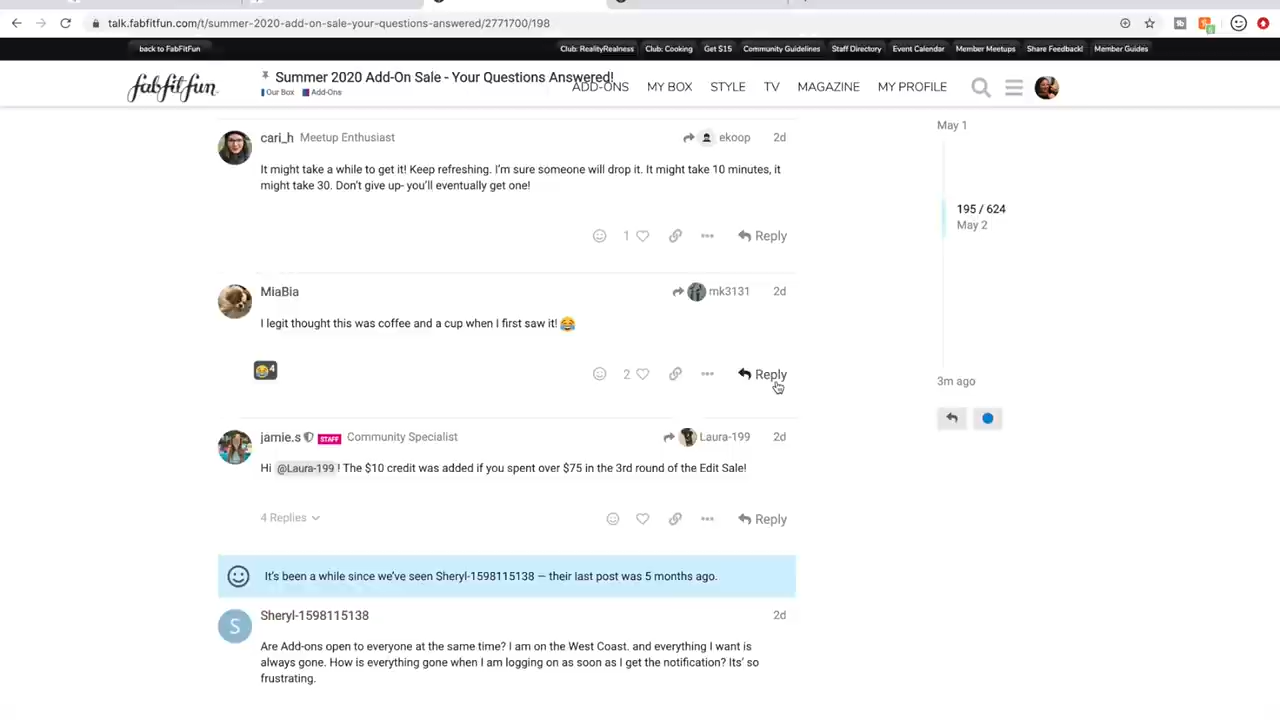 talk.fabfitfun.com/t/summer-2020-add-on-sale-your-questions-answered/2771700/198
back to FabFitFun
Club: RealityRealness
Club: Cooking
Get $15
Community Guidelines
Staff Directory
Event Calendar
Member Meetups
Share Feedback!
Member Guides
fabfitfun
Summer 2020 Add-On Sale - Your Questions Answered!
Our Box Add-Ons
ADD-ONS
MY BOX
STYLE
TV
MAGAZINE
MY PROFILE
cari_h Meetup Enthusiast
ekoop
2d
It might take a while to get it! Keep refreshing. I'm sure someone will drop it. It might take 10 minutes, it
might take 30. Don't give up- you'll eventually get one!
1
Reply
MiaBia
mk3131
2d
I legit thought this was coffee and a cup when I first saw it! 😂
😂4
2
Reply
jamie.s STAFF Community Specialist
Laura-199
2d
Hi @Laura-199 ! The $10 credit was added if you spent over $75 in the 3rd round of the Edit Sale!
4 Replies
Reply
It's been a while since we've seen Sheryl-1598115138 — their last post was 5 months ago.
S
Sheryl-1598115138
2d
Are Add-ons open to everyone at the same time? I am on the West Coast. and everything I want is
always gone. How is everything gone when I am logging on as soon as I get the notification? Its' so
frustrating.
May 1
195 / 624
May 2
3m ago